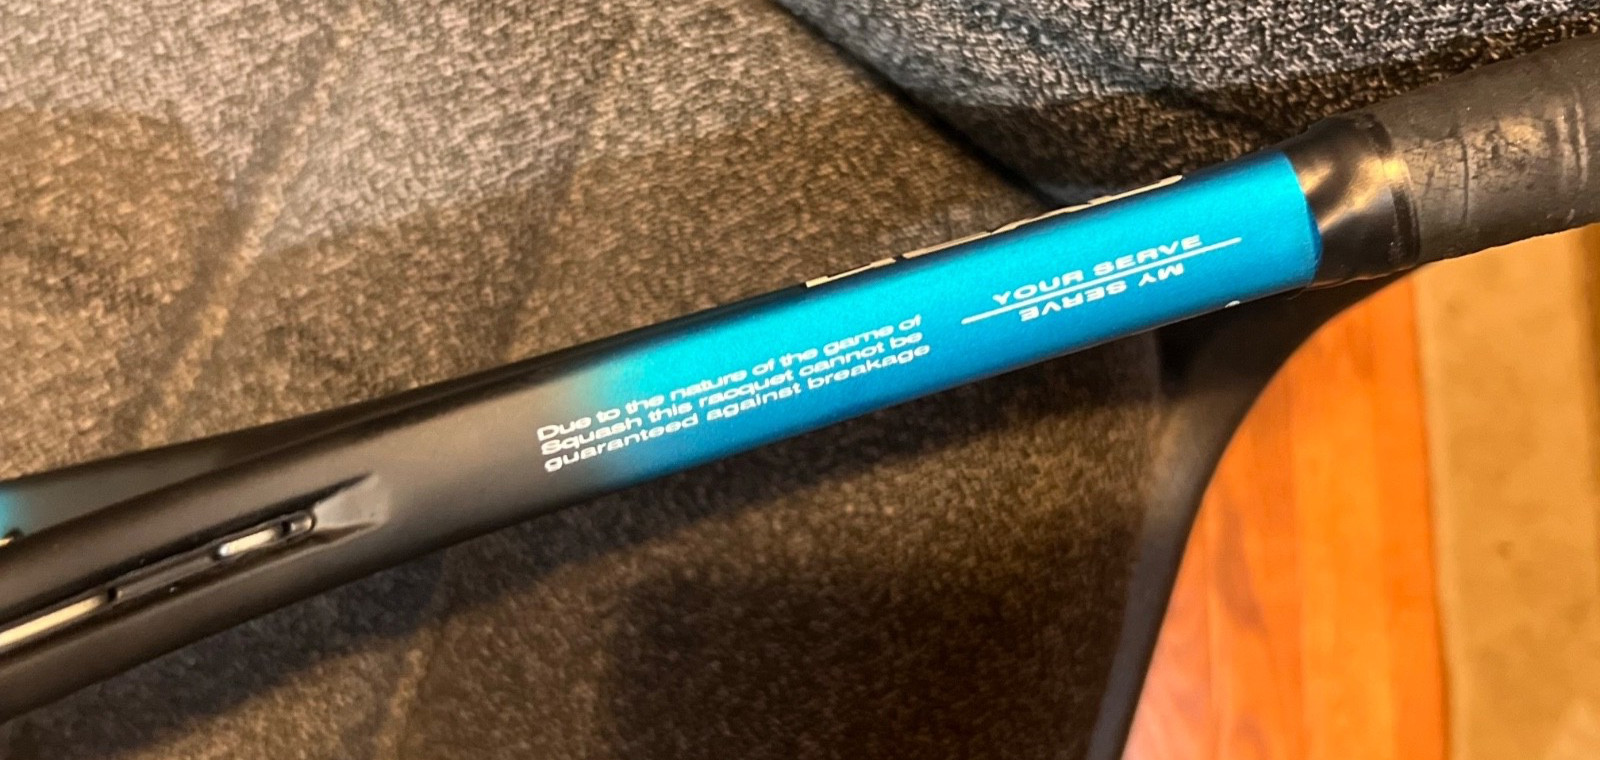 Due to the nature of the game of
Squash this racquet cannot be
guaranteed against breakage
YOUR SERVE
MY SERVE